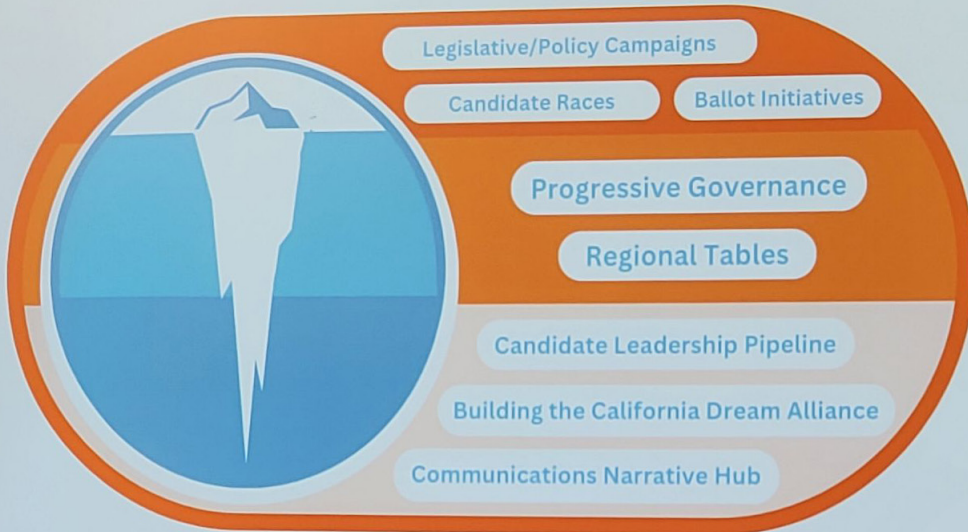 Legislative/Policy Campaigns
Candidate Races
Ballot Initiatives
Progressive Governance
Regional Tables
Candidate Leadership Pipeline
Building the California Dream Alliance
Communications Narrative Hub